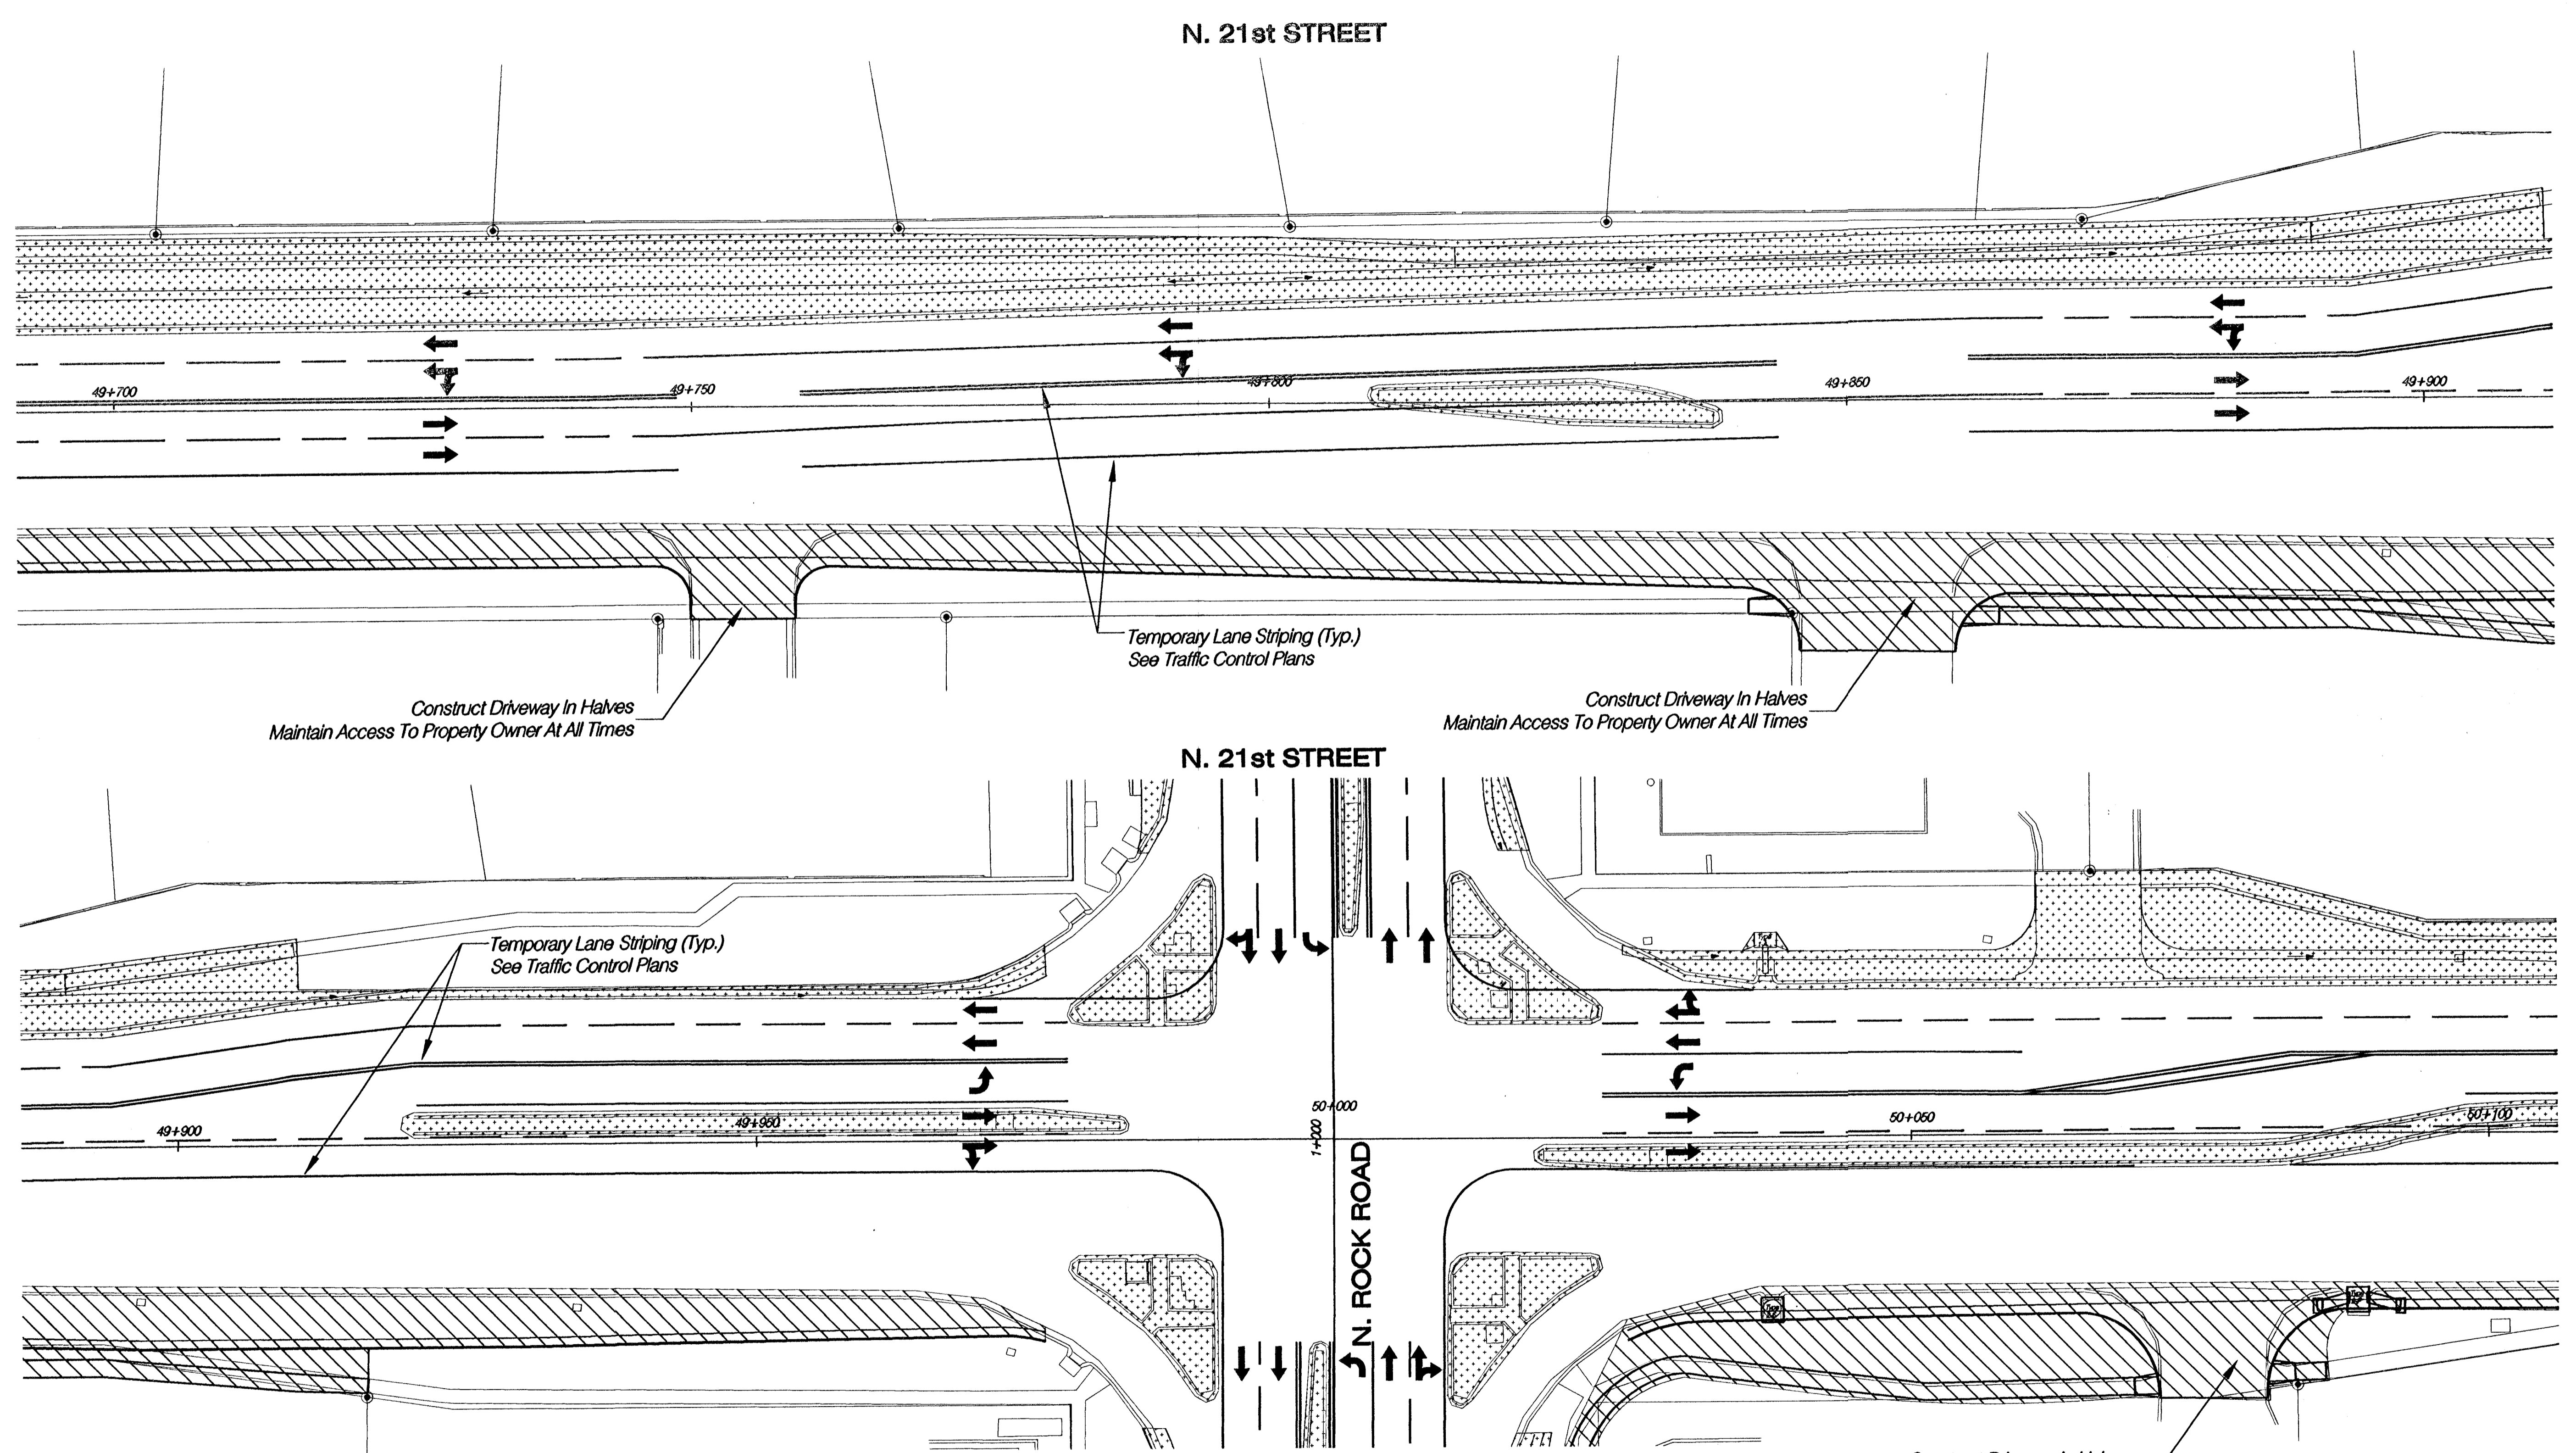 N. 21st STREET
49+700
49+750
49+800
49+850
49+900
Temporary Lane Striping (Typ.)
See Traffic Control Plans
Construct Driveway In Halves
Maintain Access To Property Owner At All Times
Construct Driveway In Halves
Maintain Access To Property Owner At All Times
N. 21st STREET
Temporary Lane Striping (Typ.)
See Traffic Control Plans
49+900
49+950
50+000
1+000
50+050
50+100
N. ROCK ROAD